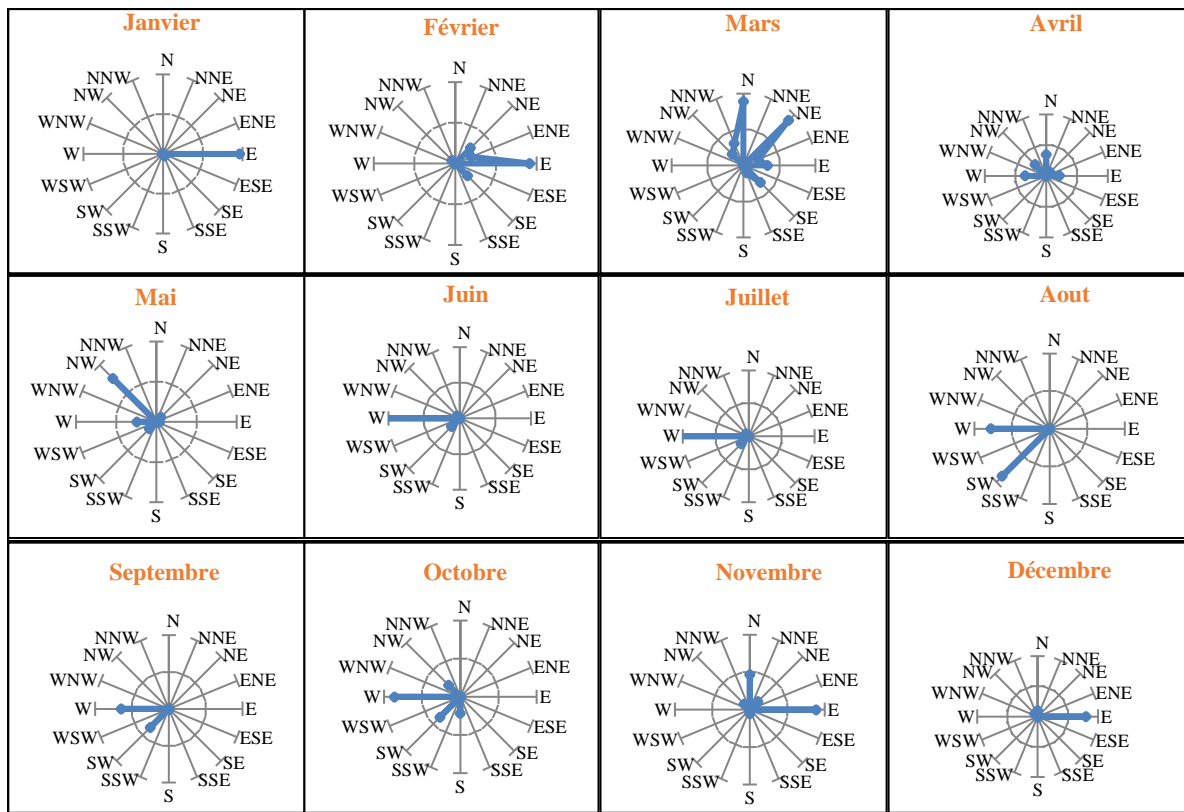 Janvier
N
NNW NNE
NW NE
WNW ENE
W E
WSW ESE
SW SE
SSW SSE
S
Février
N
NNW NNE
NW NE
WNW ENE
W E
WSW ESE
SW SE
SSW SSE
S
Mars
N
NNW NNE
NW NE
WNW ENE
W E
WSW ESE
SW SE
SSW SSE
S
Avril
N
NNW NNE
NW NE
WNW ENE
W E
WSW ESE
SW SE
SSW SSE
S
Mai
N
NNW NNE
NW NE
WNW ENE
W E
WSW ESE
SW SE
SSW SSE
S
Juin
N
NNW NNE
NW NE
WNW ENE
W E
WSW ESE
SW SE
SSW SSE
S
Juillet
N
NNW NNE
NW NE
WNW ENE
W E
WSW ESE
SW SE
SSW SSE
S
Aout
N
NNW NNE
NW NE
WNW ENE
W E
WSW ESE
SW SE
SSW SSE
S
Septembre
N
NNW NNE
NW NE
WNW ENE
W E
WSW ESE
SW SE
SSW SSE
S
Octobre
N
NNW NNE
NW NE
WNW ENE
W E
WSW ESE
SW SE
SSW SSE
S
Novembre
N
NNW NNE
NW NE
WNW ENE
W E
WSW ESE
SW SE
SSW SSE
S
Décembre
N
NNW NNE
NW NE
WNW ENE
W E
WSW ESE
SW SE
SSW SSE
S